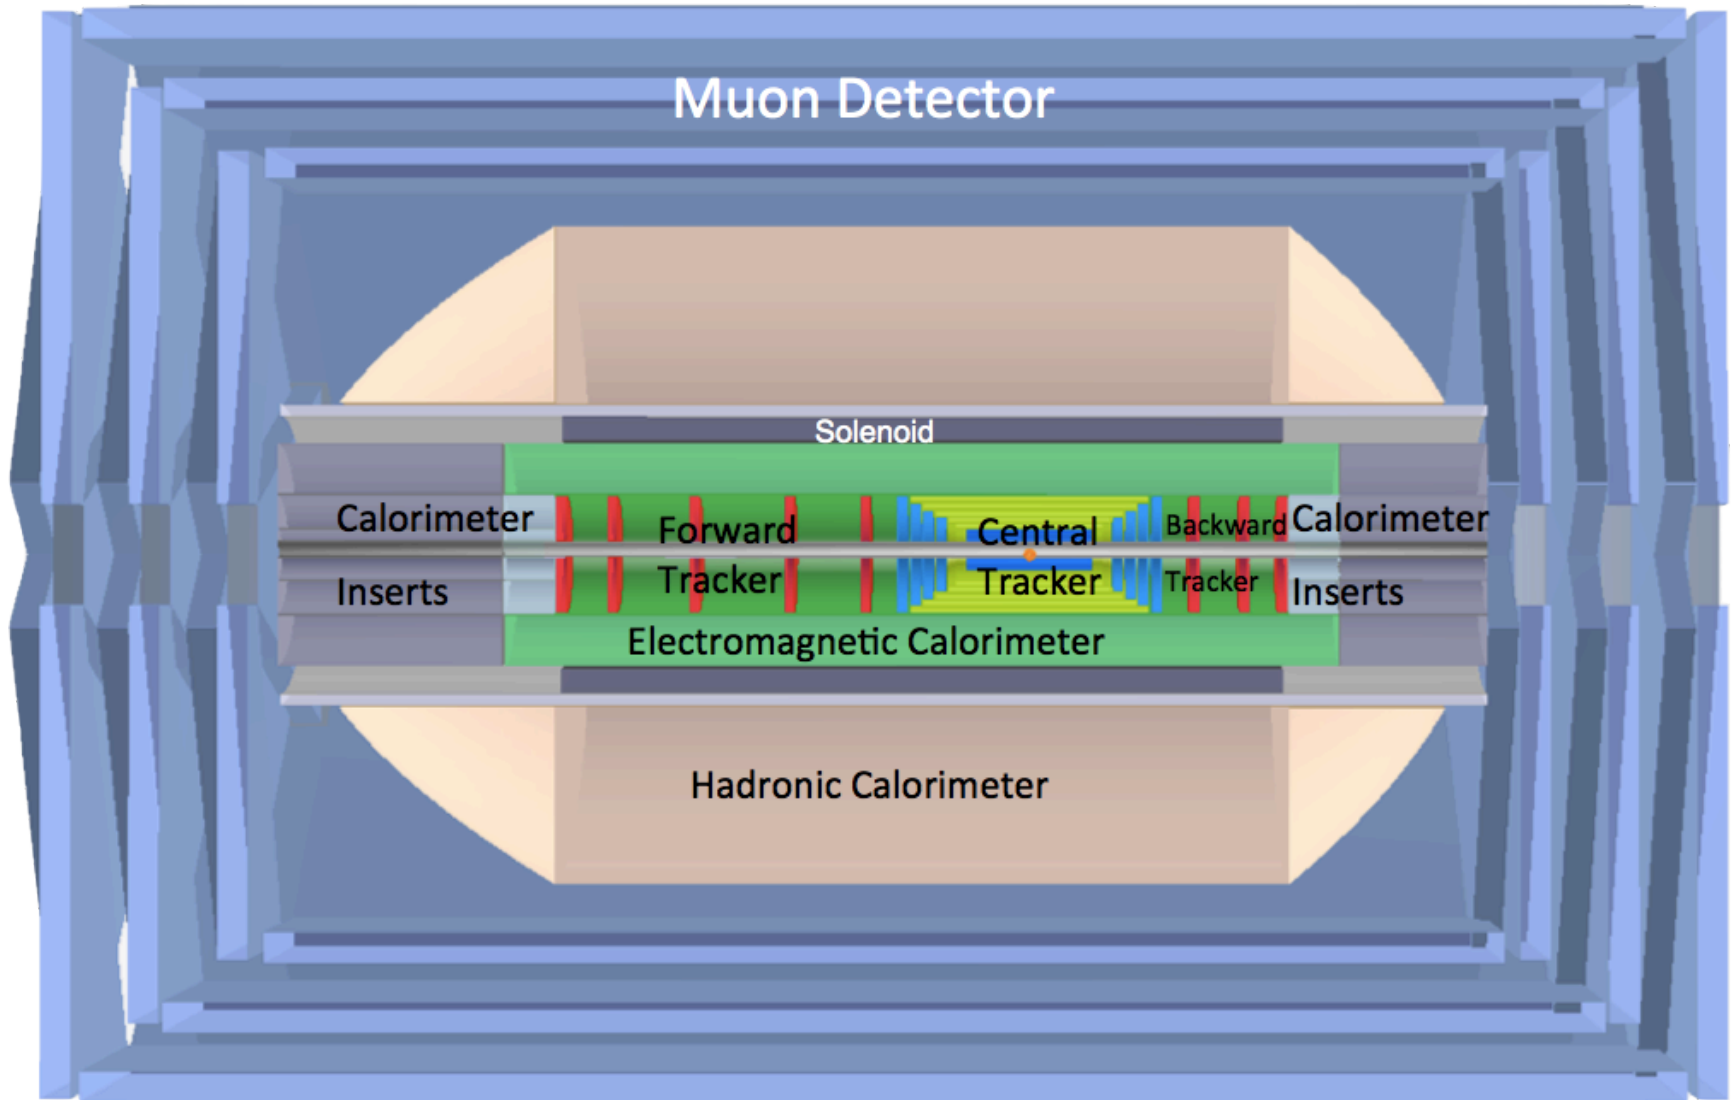 Muon Detector
Solenoid
Calorimeter
Inserts
Forward
Tracker
Central
Tracker
Backward
Tracker
Calorimeter
Inserts
Electromagnetic Calorimeter
Hadronic Calorimeter